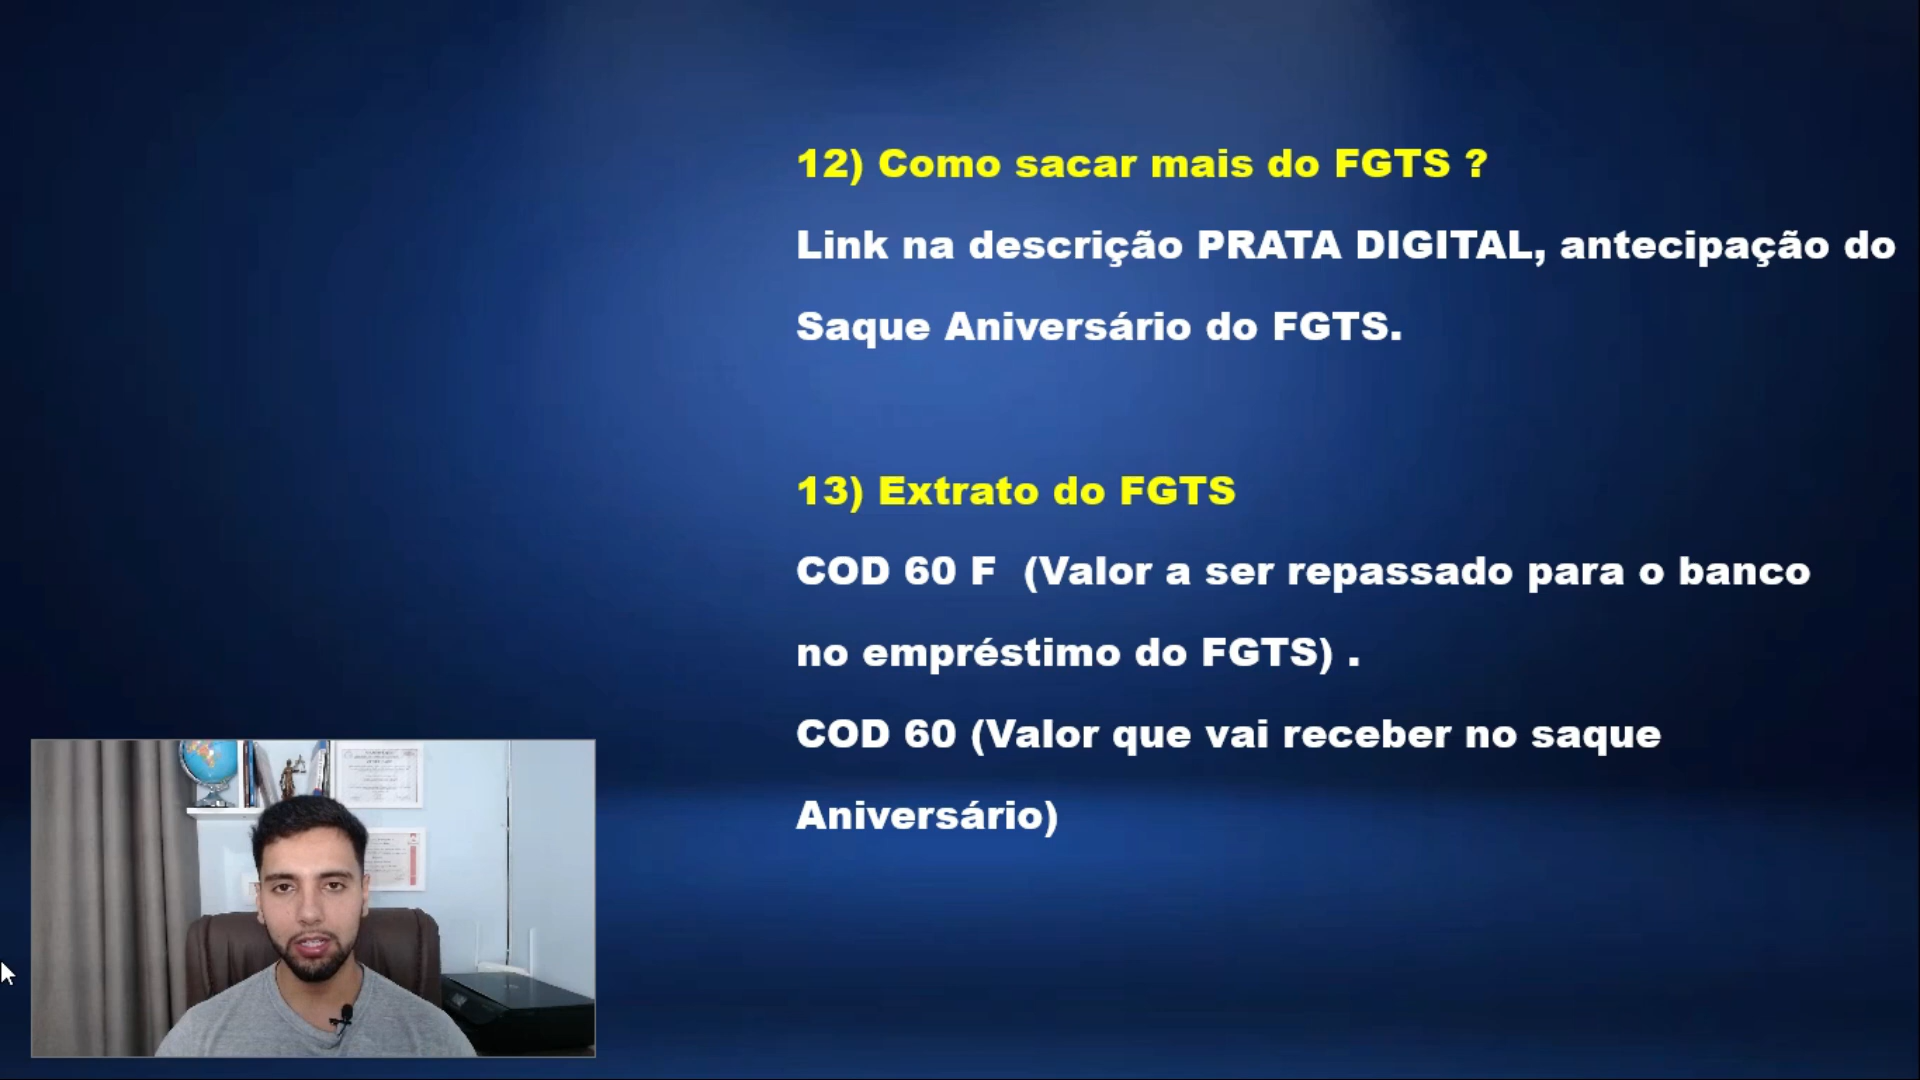 12) Como sacar mais do FGTS ?
Link na descrição PRATA DIGITAL, antecipação do
Saque Aniversário do FGTS.
13) Extrato do FGTS
COD 60 F  (Valor a ser repassado para o banco
no empréstimo do FGTS) .
COD 60 (Valor que vai receber no saque
Aniversário)